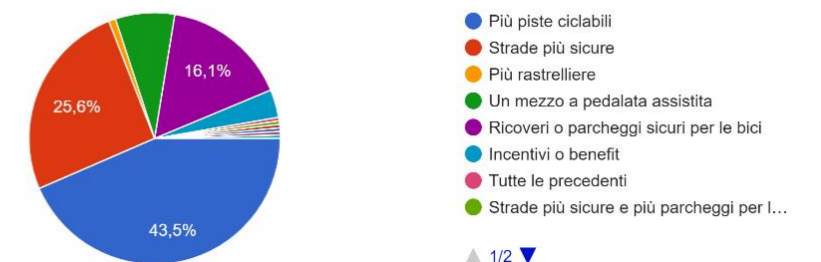 16,1%
25,6%
43,5%
Più piste ciclabili
Strade più sicure
Più rastrelliere
Un mezzo a pedalata assistita
Ricoveri o parcheggi sicuri per le bici
Incentivi o benefit
Tutte le precedenti
Strade più sicure e più parcheggi per l...
1/2